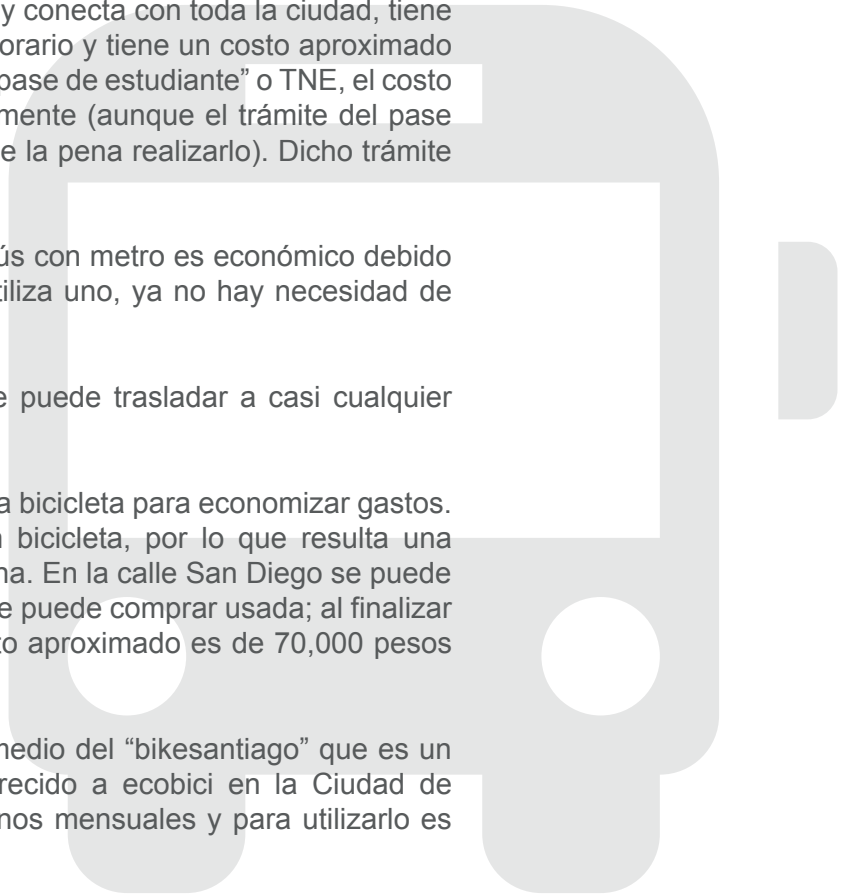 y conecta con toda la ciudad, tiene
orario y tiene un costo aproximado
pase de estudiante” o TNE, el costo
mente (aunque el trámite del pase
e la pena realizarlo). Dicho trámite
ús con metro es económico debido
tiliza uno, ya no hay necesidad de
e puede trasladar a casi cualquier
a bicicleta para economizar gastos.
bicicleta, por lo que resulta una
na. En la calle San Diego se puede
e puede comprar usada; al finalizar
to aproximado es de 70,000 pesos
medio del “bikesantiago” que es un
recido a ecobici en la Ciudad de
nos mensuales y para utilizarlo es